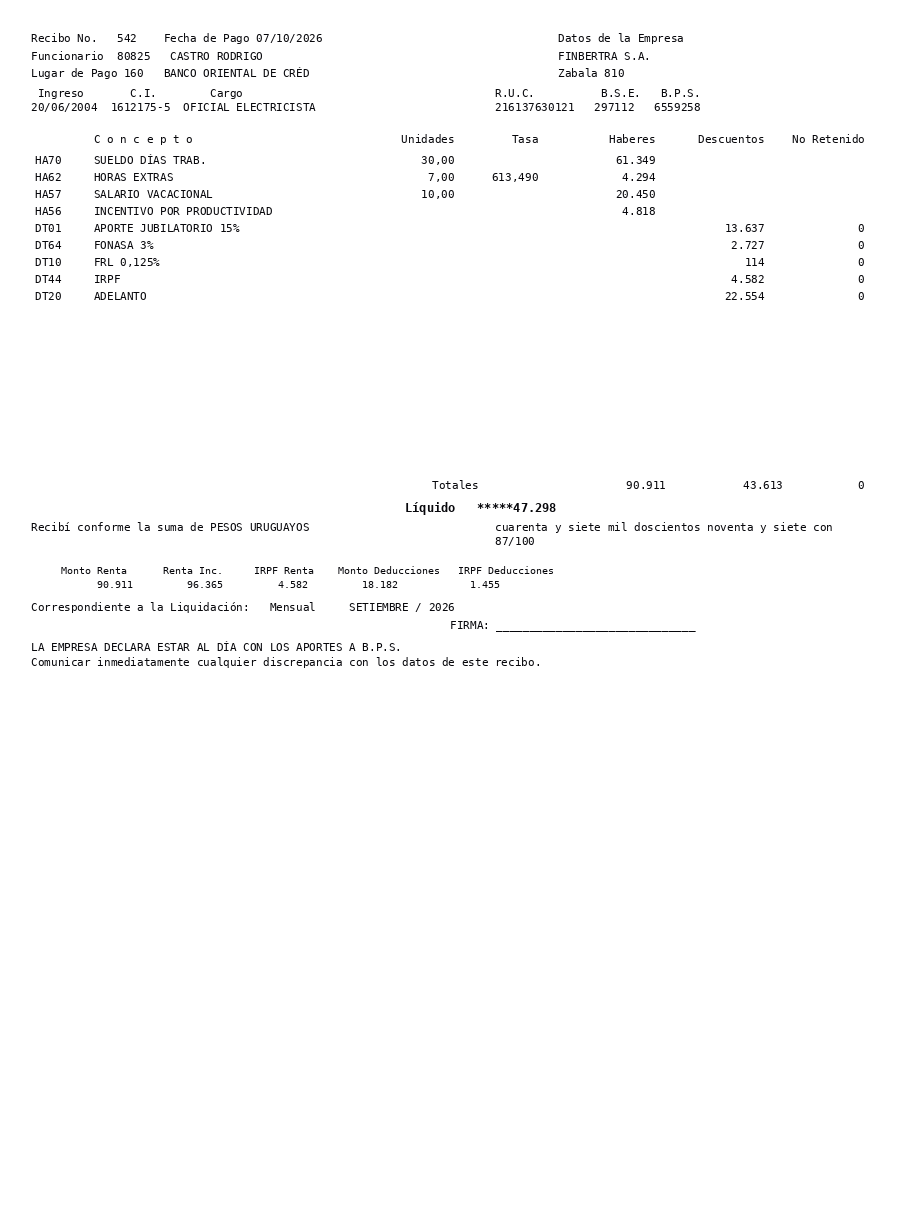 Recibo No. 542 Fecha de Pago 07/10/2026 Datos de la Empresa
Funcionario 80825 CASTRO RODRIGO FINBERTRA S.A.
Lugar de Pago 160 BANCO ORIENTAL DE CRÉD Zabala 810
Ingreso C.I. Cargo R.U.C. B.S.E. B.P.S.
20/06/2004 1612175-5 OFICIAL ELECTRICISTA 216137630121 297112 6559258
C o n c e p t o Unidades Tasa Haberes Descuentos No Retenido
HA70 SUELDO DÍAS TRAB. 30,00 61.349
HA62 HORAS EXTRAS 7,00 613,490 4.294
HA57 SALARIO VACACIONAL 10,00 20.450
HA56 INCENTIVO POR PRODUCTIVIDAD 4.818
DT01 APORTE JUBILATORIO 15% 13.637 0
DT64 FONASA 3% 2.727 0
DT10 FRL 0,125% 114 0
DT44 IRPF 4.582 0
DT20 ADELANTO 22.554 0
Totales 90.911 43.613 0
Líquido *****47.298
Recibí conforme la suma de PESOS URUGUAYOS cuarenta y siete mil doscientos noventa y siete con
87/100
Monto Renta Renta Inc. IRPF Renta Monto Deducciones IRPF Deducciones
90.911 96.365 4.582 18.182 1.455
Correspondiente a la Liquidación: Mensual SETIEMBRE / 2026
FIRMA: ______________________________
LA EMPRESA DECLARA ESTAR AL DÍA CON LOS APORTES A B.P.S.
Comunicar inmediatamente cualquier discrepancia con los datos de este recibo.